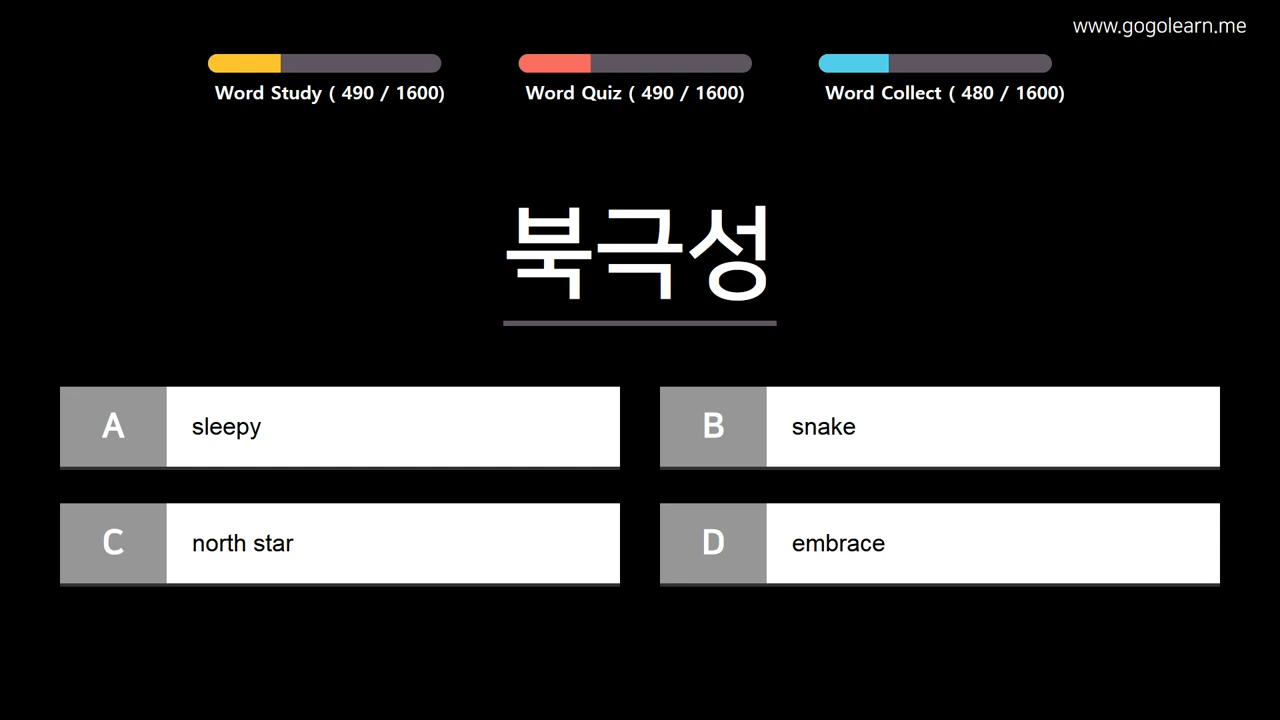 www.gogolearn.me
Word Study ( 490 / 1600)
Word Quiz ( 490 / 1600)
Word Collect ( 480 / 1600)
북극성
A sleepy
B snake
C north star
D embrace